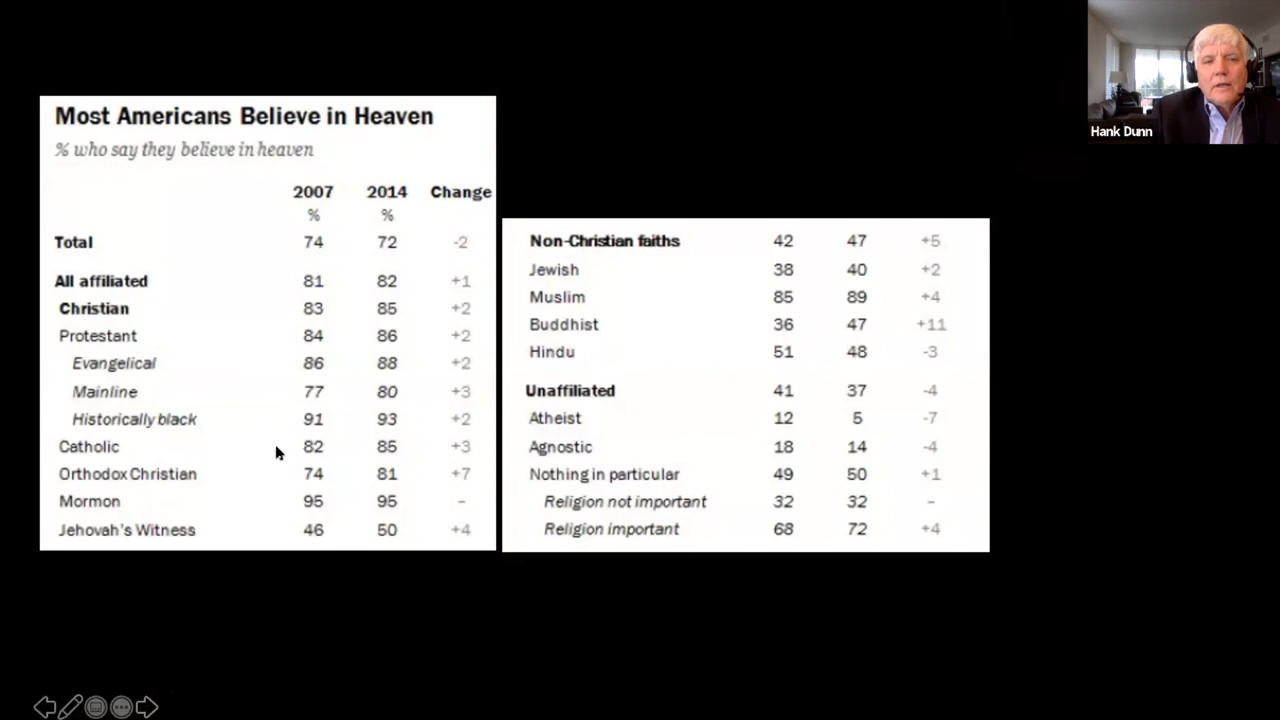 Most Americans Believe in Heaven
% who say they believe in heaven
2007 2014 Change
% %
Total 74 72 -2
All affiliated 81 82 +1
Christian 83 85 +2
Protestant 84 86 +2
Evangelical 86 88 +2
Mainline 77 80 +3
Historically black 91 93 +2
Catholic 82 85 +3
Orthodox Christian 74 81 +7
Mormon 95 95 –
Jehovah's Witness 46 50 +4
Non-Christian faiths 42 47 +5
Jewish 38 40 +2
Muslim 85 89 +4
Buddhist 36 47 +11
Hindu 51 48 -3
Unaffiliated 41 37 -4
Atheist 12 5 -7
Agnostic 18 14 -4
Nothing in particular 49 50 +1
Religion not important 32 32 –
Religion important 68 72 +4
Hank Dunn